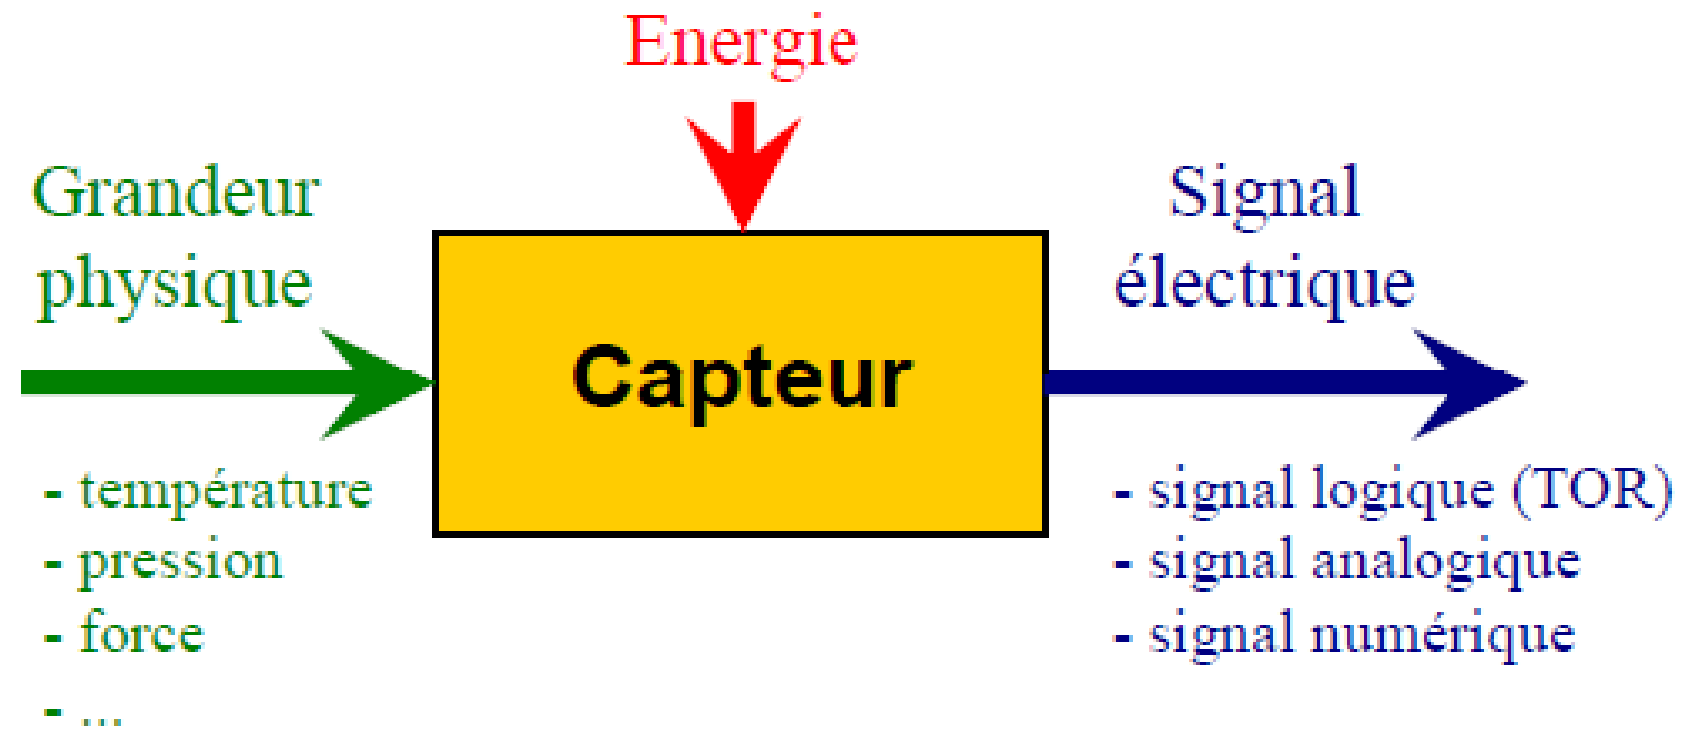 Energie
Grandeur
physique
- température
- pression
- force
- ...
Capteur
Signal
électrique
- signal logique (TOR)
- signal analogique
- signal numérique